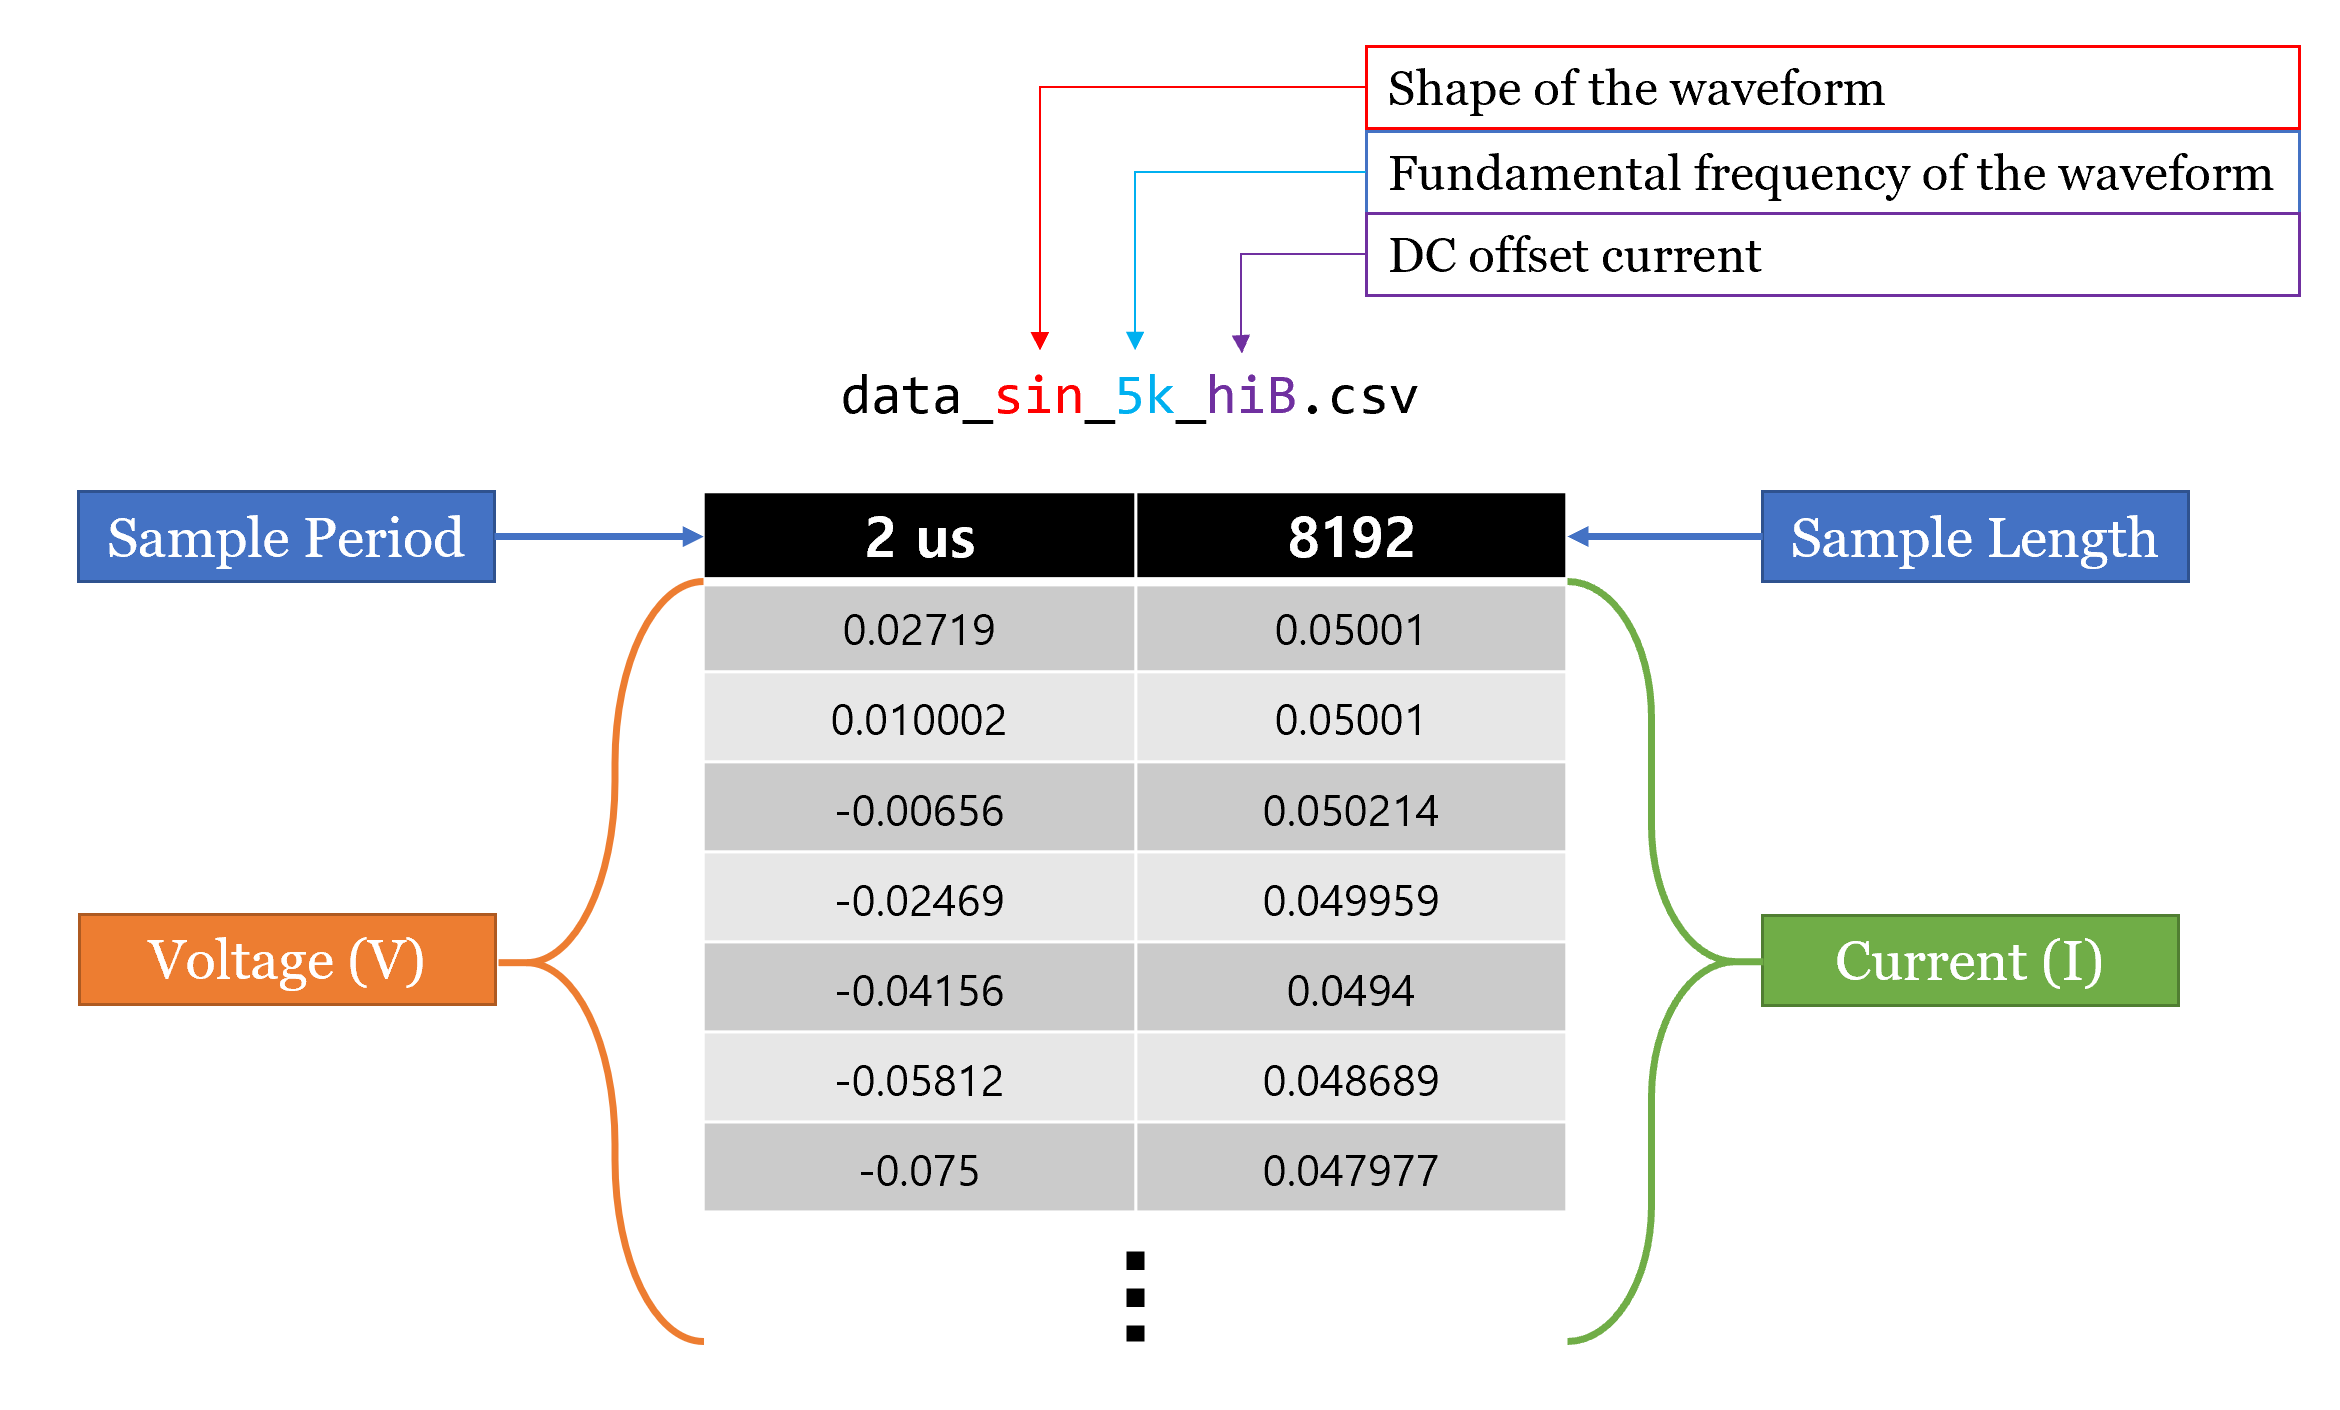 Shape of the waveform
Fundamental frequency of the waveform
DC offset current
data_sin_5k_hiB.csv
Sample Period
2 us
8192
Sample Length
0.02719
0.05001
0.010002
0.05001
-0.00656
0.050214
-0.02469
0.049959
Voltage (V)
Current (I)
-0.04156
0.0494
-0.05812
0.048689
-0.075
0.047977